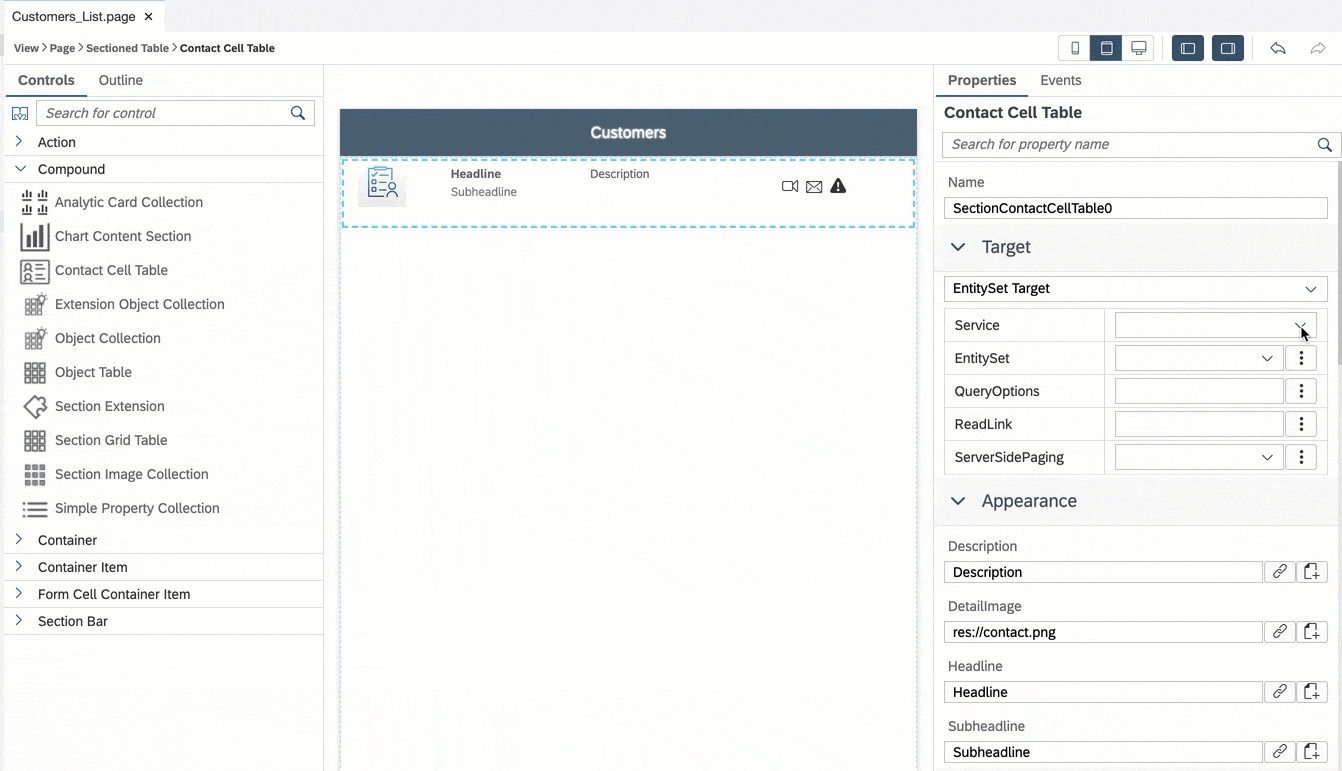 Customers_List.page
View > Page > Sectioned Table > Contact Cell Table
Controls
Outline
Search for control
Action
Compound
Analytic Card Collection
Chart Content Section
Contact Cell Table
Extension Object Collection
Object Collection
Object Table
Section Extension
Section Grid Table
Section Image Collection
Simple Property Collection
Container
Container Item
Form Cell Container Item
Section Bar
Customers
Headline
Subheadline
Description
Properties
Events
Contact Cell Table
Search for property name
Name
SectionContactCellTable0
Target
EntitySet Target
Service
EntitySet
QueryOptions
ReadLink
ServerSidePaging
Appearance
Description
Description
DetailImage
res://contact.png
Headline
Headline
Subheadline
Subheadline